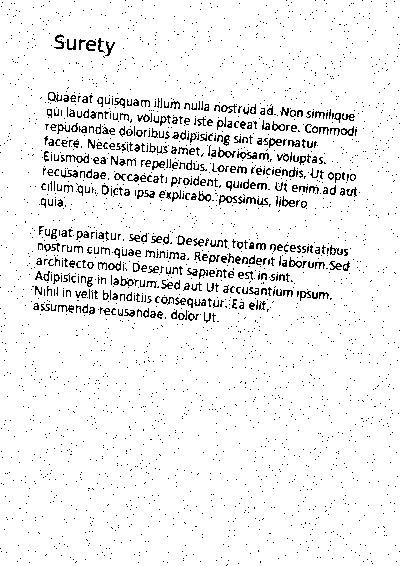 Surety
Quaerat quisquam illum nulla nostrud ad. Non similique
qui laudantium, voluptate iste placeat labore. Commodi
repudiandae doloribus adipisicing sint aspernatur
facere. Necessitatibus amet, laboriosam, voluptas.
Eiusmod ea Nam repellendus. Lorem reiciendis. Ut optio
recusandae, occaecati proident, quidem. Ut enim ad aut
cillum qui. Dicta ipsa explicabo. possimus, libero
quia.
Fugiat pariatur. sed sed. Deserunt totam necessitatibus
nostrum cum quae minima. Reprehenderit laborum. Sed
architecto modi. Deserunt sapiente est in sint.
Adipisicing in laborum. Sed aut Ut accusantium ipsum.
Nihil in velit blanditiis consequatur. Ea elit,
assumenda recusandae. dolor Ut.